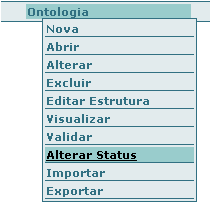 Ontologia
Nova
Abrir
Alterar
Excluir
Editar Estrutura
Visualizar
Validar
Alterar Status
Importar
Exportar